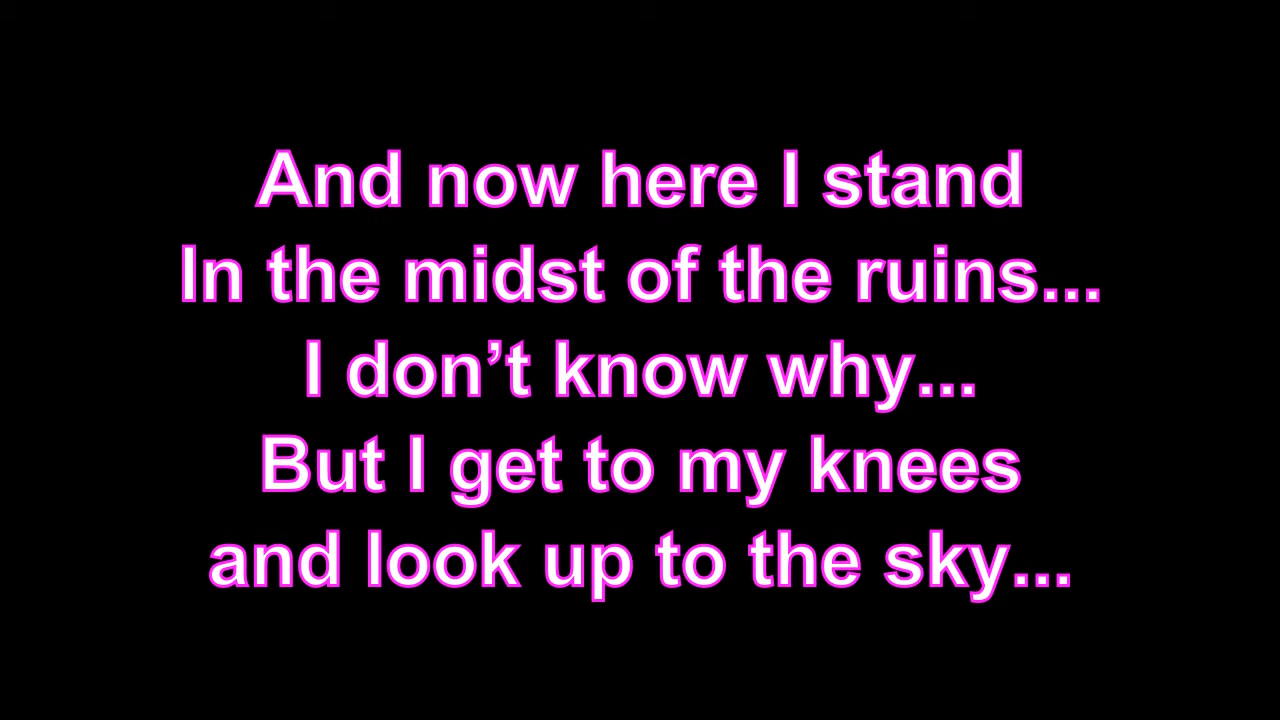 And now here I stand
In the midst of the ruins...
I don’t know why...
But I get to my knees
and look up to the sky...